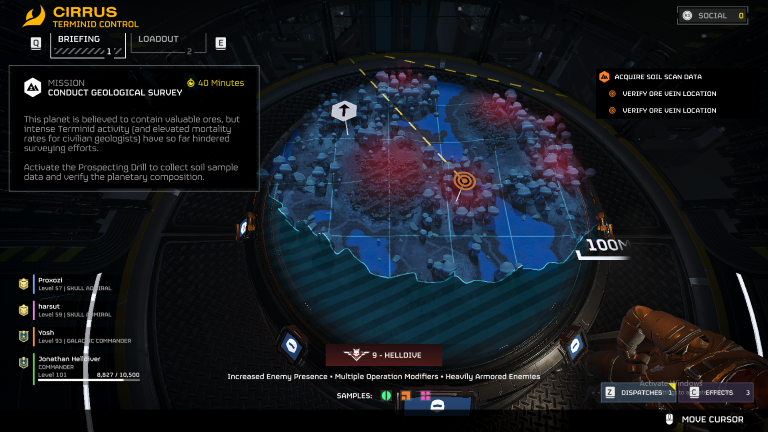 CIRRUS
TERMINID CONTROL
SOCIAL 0
Q
BRIEFING
1
LOADOUT
2
E
MISSION
40 Minutes
CONDUCT GEOLOGICAL SURVEY
This planet is believed to contain valuable ores, but
intense Terminid activity (and elevated mortality
rates for civilian geologists) have so far hindered
surveying efforts.
Activate the Prospecting Drill to collect soil sample
data and verify the planetary composition.
ACQUIRE SOIL SCAN DATA
VERIFY ORE VEIN LOCATION
VERIFY ORE VEIN LOCATION
100M
Proxozi
Level 57 | SKULL ADMIRAL
harsut
Level 59 | SKULL ADMIRAL
Yosh
Level 93 | GALACTIC COMMANDER
Jonathan Helldiver
COMMANDER
Level 101
8,827 / 10,500
9 - HELLDIVE
Increased Enemy Presence • Multiple Operation Modifiers • Heavily Armored Enemies
SAMPLES:
Activate Windows
Z DISPATCHES 1
C EFFECTS 3
MOVE CURSOR